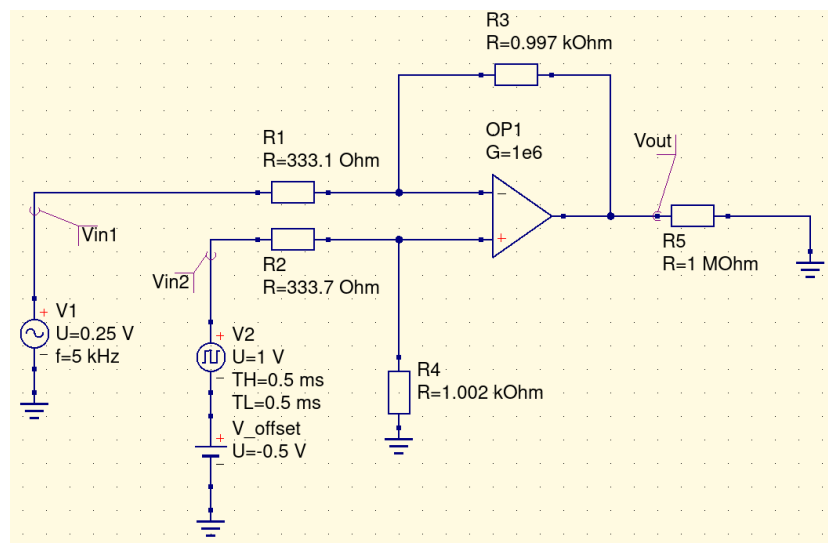 R3
R=0.997 kOhm
OP1
G=1e6
R1
R=333.1 Ohm
Vout
Vin1
R2
R=333.7 Ohm
Vin2
R5
R=1 MOhm
V1
U=0.25 V
f=5 kHz
V2
U=1 V
TH=0.5 ms
TL=0.5 ms
R4
R=1.002 kOhm
V_offset
U=-0.5 V